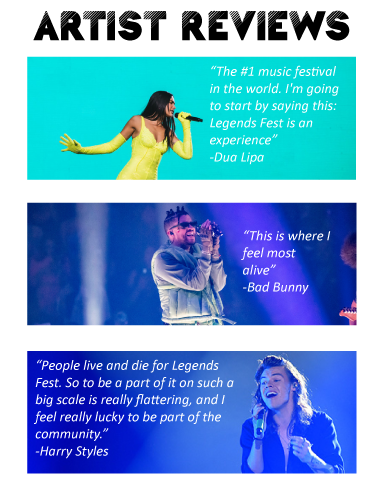 ARTIST REVIEWS
“The #1 music festival
in the world. I'm going
to start by saying this:
Legends Fest is an
experience”
-Dua Lipa
“This is where I
feel most
alive”
-Bad Bunny
“People live and die for Legends
Fest. So to be a part of it on such a
big scale is really flattering, and I
feel really lucky to be part of the
community.”
-Harry Styles